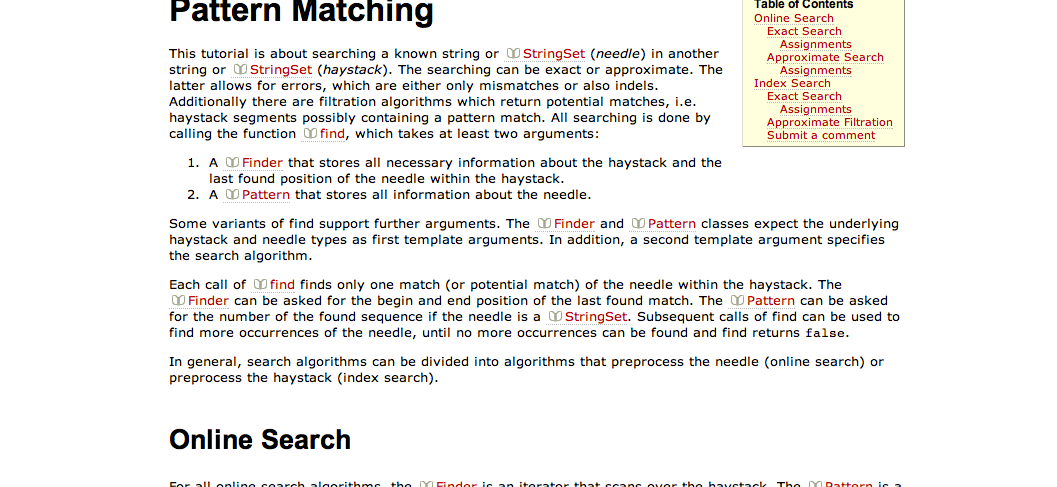 Pattern Matching
Table of Contents
Online Search
Exact Search
Assignments
Approximate Search
Assignments
Index Search
Exact Search
Assignments
Approximate Filtration
Submit a comment
This tutorial is about searching a known string or StringSet (needle) in another
string or StringSet (haystack). The searching can be exact or approximate. The
latter allows for errors, which are either only mismatches or also indels.
Additionally there are filtration algorithms which return potential matches, i.e.
haystack segments possibly containing a pattern match. All searching is done by
calling the function find, which takes at least two arguments:
1. A Finder that stores all necessary information about the haystack and the
last found position of the needle within the haystack.
2. A Pattern that stores all information about the needle.
Some variants of find support further arguments. The Finder and Pattern classes expect the underlying
haystack and needle types as first template arguments. In addition, a second template argument specifies
the search algorithm.
Each call of find finds only one match (or potential match) of the needle within the haystack. The
Finder can be asked for the begin and end position of the last found match. The Pattern can be asked
for the number of the found sequence if the needle is a StringSet. Subsequent calls of find can be used to
find more occurrences of the needle, until no more occurrences can be found and find returns false.
In general, search algorithms can be divided into algorithms that preprocess the needle (online search) or
preprocess the haystack (index search).
Online Search
For all online search algorithms, the Finder is an iterator that scans over the haystack. The Pattern is a